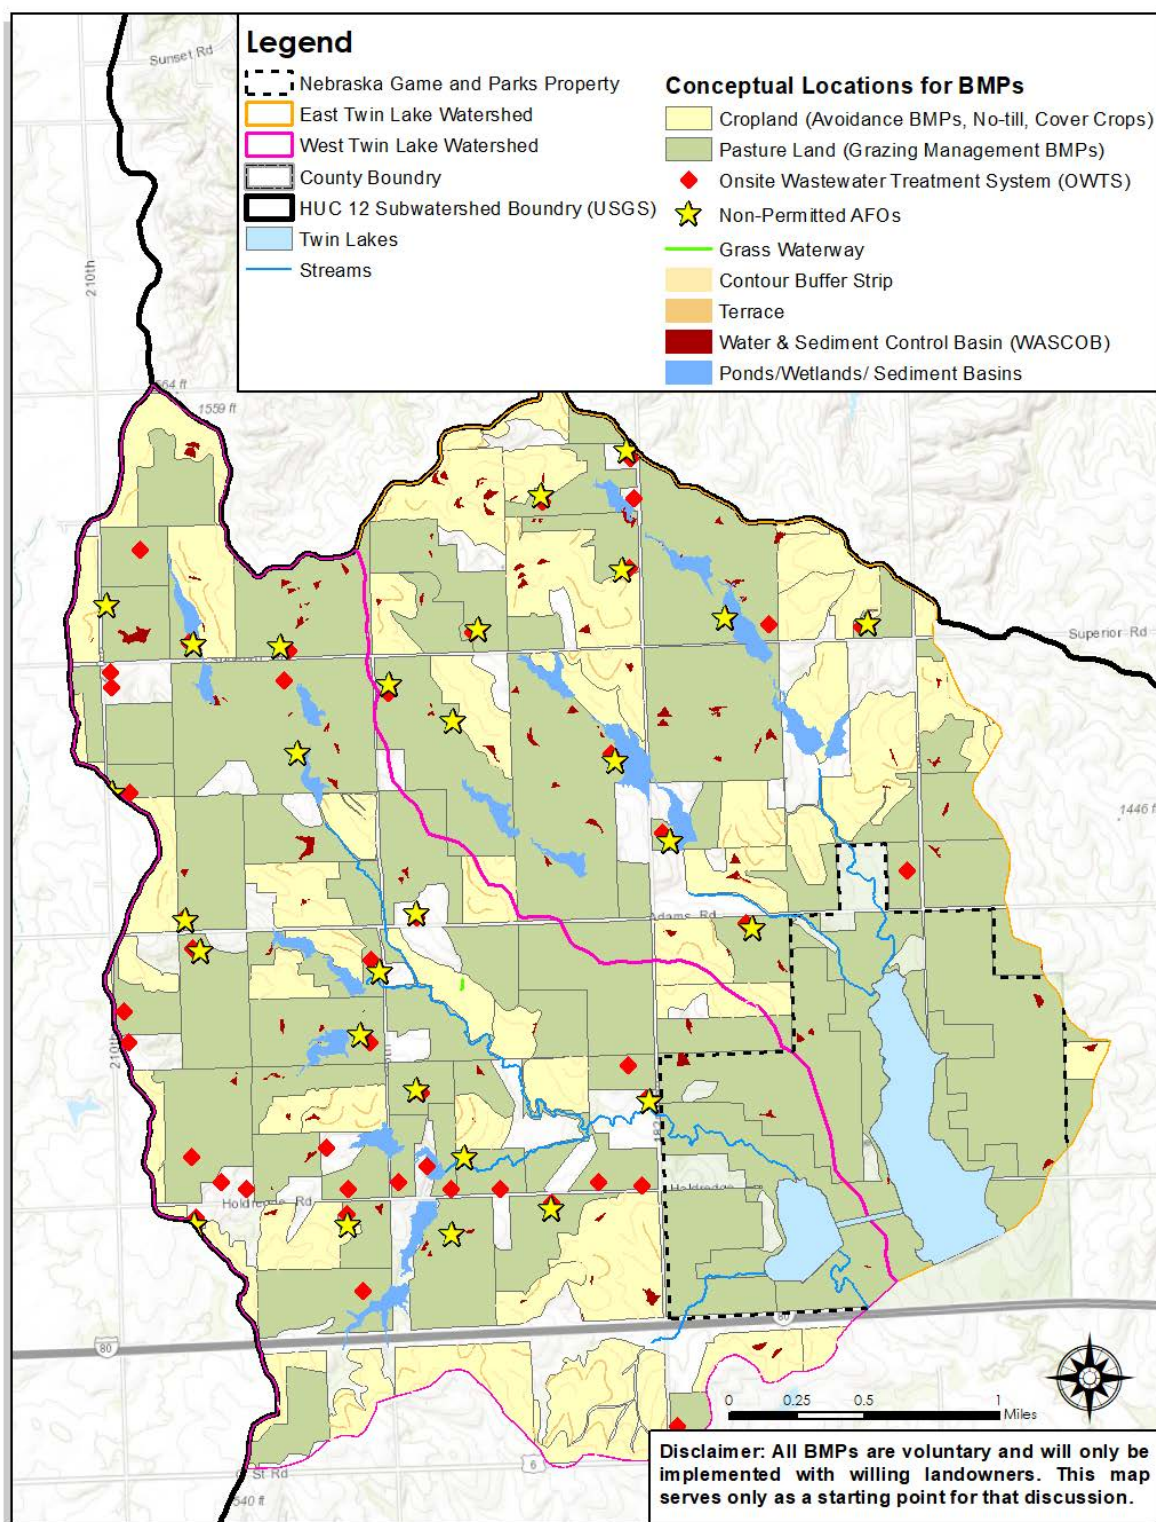 Legend
Nebraska Game and Parks Property
East Twin Lake Watershed
West Twin Lake Watershed
County Boundry
HUC 12 Subwatershed Boundry (USGS)
Twin Lakes
Streams
Conceptual Locations for BMPs
Cropland (Avoidance BMPs, No-till, Cover Crops)
Pasture Land (Grazing Management BMPs)
Onsite Wastewater Treatment System (OWTS)
Non-Permitted AFOs
Grass Waterway
Contour Buffer Strip
Terrace
Water & Sediment Control Basin (WASCOB)
Ponds/Wetlands/ Sediment Basins
Sunset Rd
210th
1559 ft
Superior Rd
1446 ft
Adams Rd
210th
Holdrege Rd
80
80
6
St Rd
0 0.25 0.5 1
Miles
Disclaimer: All BMPs are voluntary and will only be
implemented with willing landowners. This map
serves only as a starting point for that discussion.